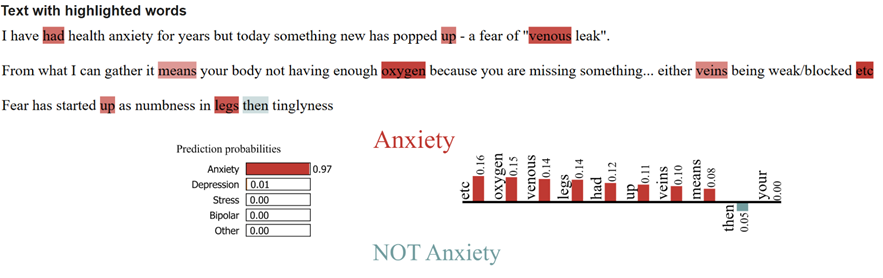 Text with highlighted words
I have had health anxiety for years but today something new has popped up - a fear of "venous leak".
From what I can gather it means your body not having enough oxygen because you are missing something... either veins being weak/blocked etc
Fear has started up as numbness in legs then tinglyness
Prediction probabilities
Anxiety 0.97
Depression 0.01
Stress 0.00
Bipolar 0.00
Other 0.00
Anxiety
NOT Anxiety
etc 0.16
oxygen 0.15
venous 0.14
legs 0.14
had 0.12
up 0.11
veins 0.10
means 0.08
then 0.05
your 0.00